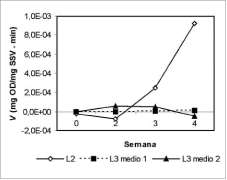 1,0E-03
8,0E-04
6,0E-04
4,0E-04
2,0E-04
0,0E+00
-2,0E-04
V (mg OD/mg SSV - min)
0 2 3 4
Semana
L2 L3 medio 1 L3 medio 2